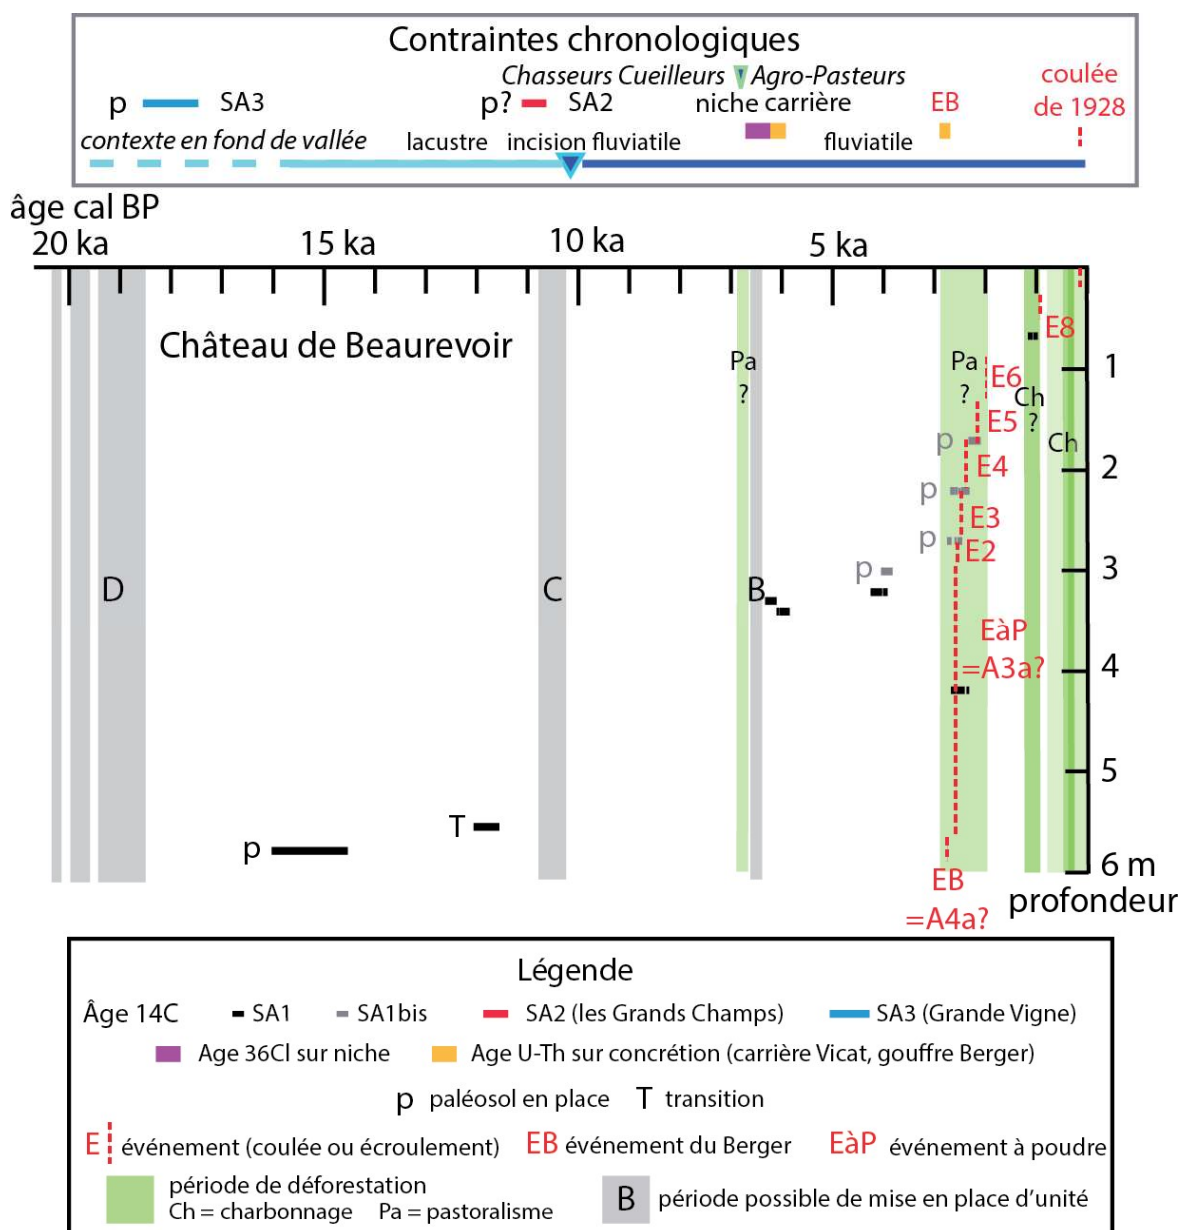 Contraintes chronologiques
Chasseurs Cueilleurs Agro-Pasteurs
coulée
de 1928
p SA3 p? SA2 niche carrière EB
contexte en fond de vallée lacustre incision fluviatile fluviatile
âge cal BP
20 ka 15 ka 10 ka 5 ka
Château de Beaurevoir
E8
Pa
?
Pa
?
E6
1
Ch
?
E5
p
Ch
E4
2
p
E3
p
E2
p
3
D
C
B
EàP
=A3a?
4
5
T
p
6 m
EB
=A4a?
profondeur
Légende
Âge 14C SA1 SA1bis SA2 (les Grands Champs) SA3 (Grande Vigne)
Age 36Cl sur niche Age U-Th sur concrétion (carrière Vicat, gouffre Berger)
p paléosol en place T transition
E événement (coulée ou écroulement) EB événement du Berger EàP événement à poudre
période de déforestation
Ch = charbonnage Pa = pastoralisme
B période possible de mise en place d'unité